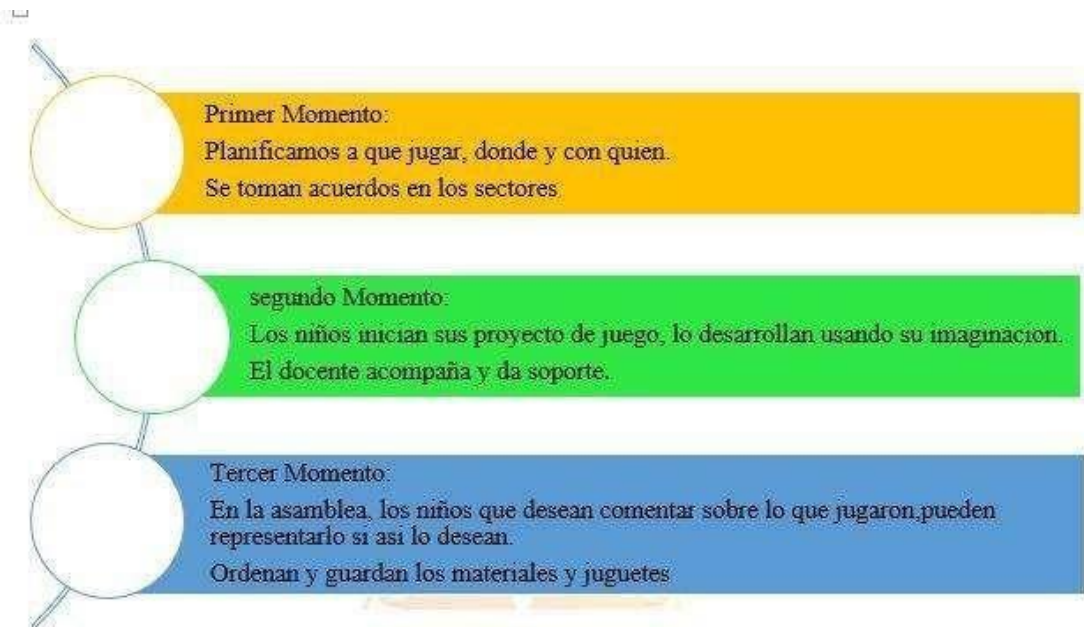 Primer Momento:
Planificamos a que jugar, donde y con quien.
Se toman acuerdos en los sectores
segundo Momento:
Los niños inician sus proyecto de juego, lo desarrollan usando su imaginacion.
El docente acompaña y da soporte.
Tercer Momento:
En la asamblea, los niños que desean comentar sobre lo que jugaron,pueden
representarlo si asi lo desean.
Ordenan y guardan los materiales y juguetes